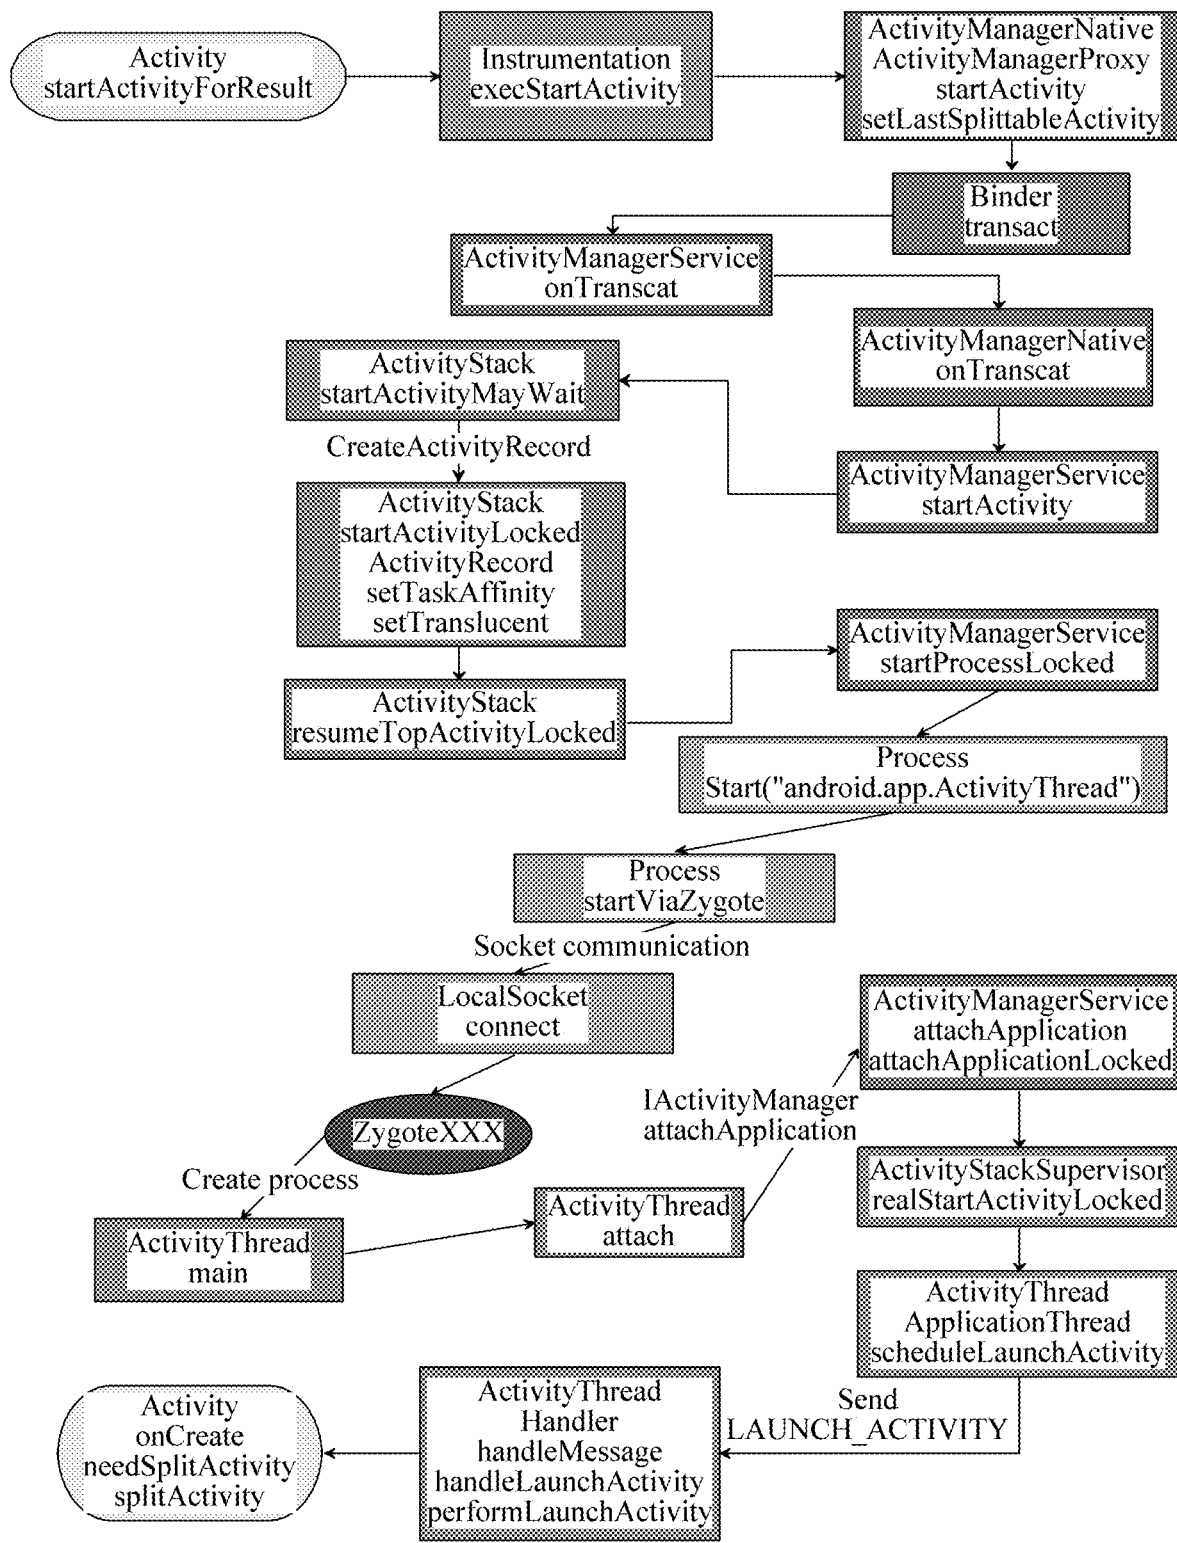 Activity
startActivityForResult
Instrumentation
execStartActivity
ActivityManagerNative
ActivityManagerProxy
startActivity
setLastSplittableActivity
Binder
transact
ActivityManagerService
onTranscat
ActivityManagerNative
onTranscat
ActivityManagerService
startActivity
ActivityStack
startActivityMayWait
CreateActivityRecord
ActivityStack
startActivityLocked
ActivityRecord
setTaskAffinity
setTranslucent
ActivityStack
resumeTopActivityLocked
ActivityManagerService
startProcessLocked
Process
Start("android.app.ActivityThread")
Process
startViaZygote
Socket communication
LocalSocket
connect
ZygoteXXX
Create process
ActivityThread
main
ActivityThread
attach
IActivityManager
attachApplication
ActivityManagerService
attachApplication
attachApplicationLocked
ActivityStackSupervisor
realStartActivityLocked
ActivityThread
ApplicationThread
scheduleLaunchActivity
Send
LAUNCH_ACTIVITY
ActivityThread
Handler
handleMessage
handleLaunchActivity
performLaunchActivity
Activity
onCreate
needSplitActivity
splitActivity